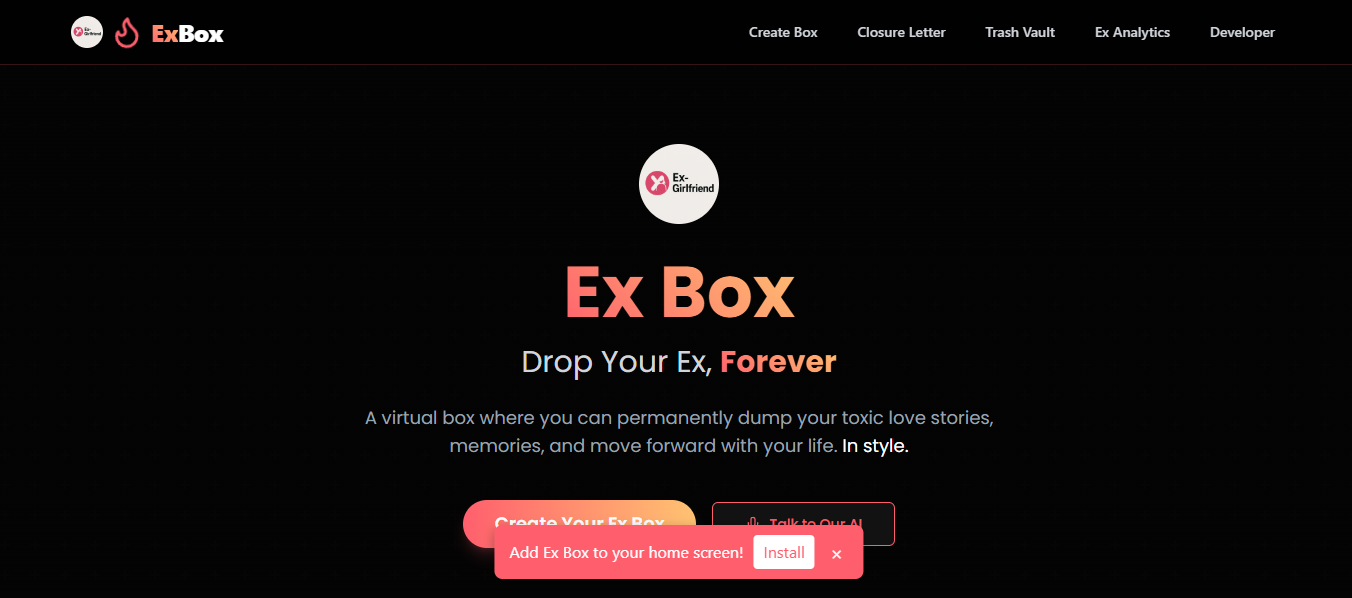 Ex-
Girlfriend
ExBox
Create Box
Closure Letter
Trash Vault
Ex Analytics
Developer
Ex-
Girlfriend
Ex Box
Drop Your Ex, Forever
A virtual box where you can permanently dump your toxic love stories,
memories, and move forward with your life. In style.
Create Your Ex Box
Talk to Our AI
Add Ex Box to your home screen!
Install
×